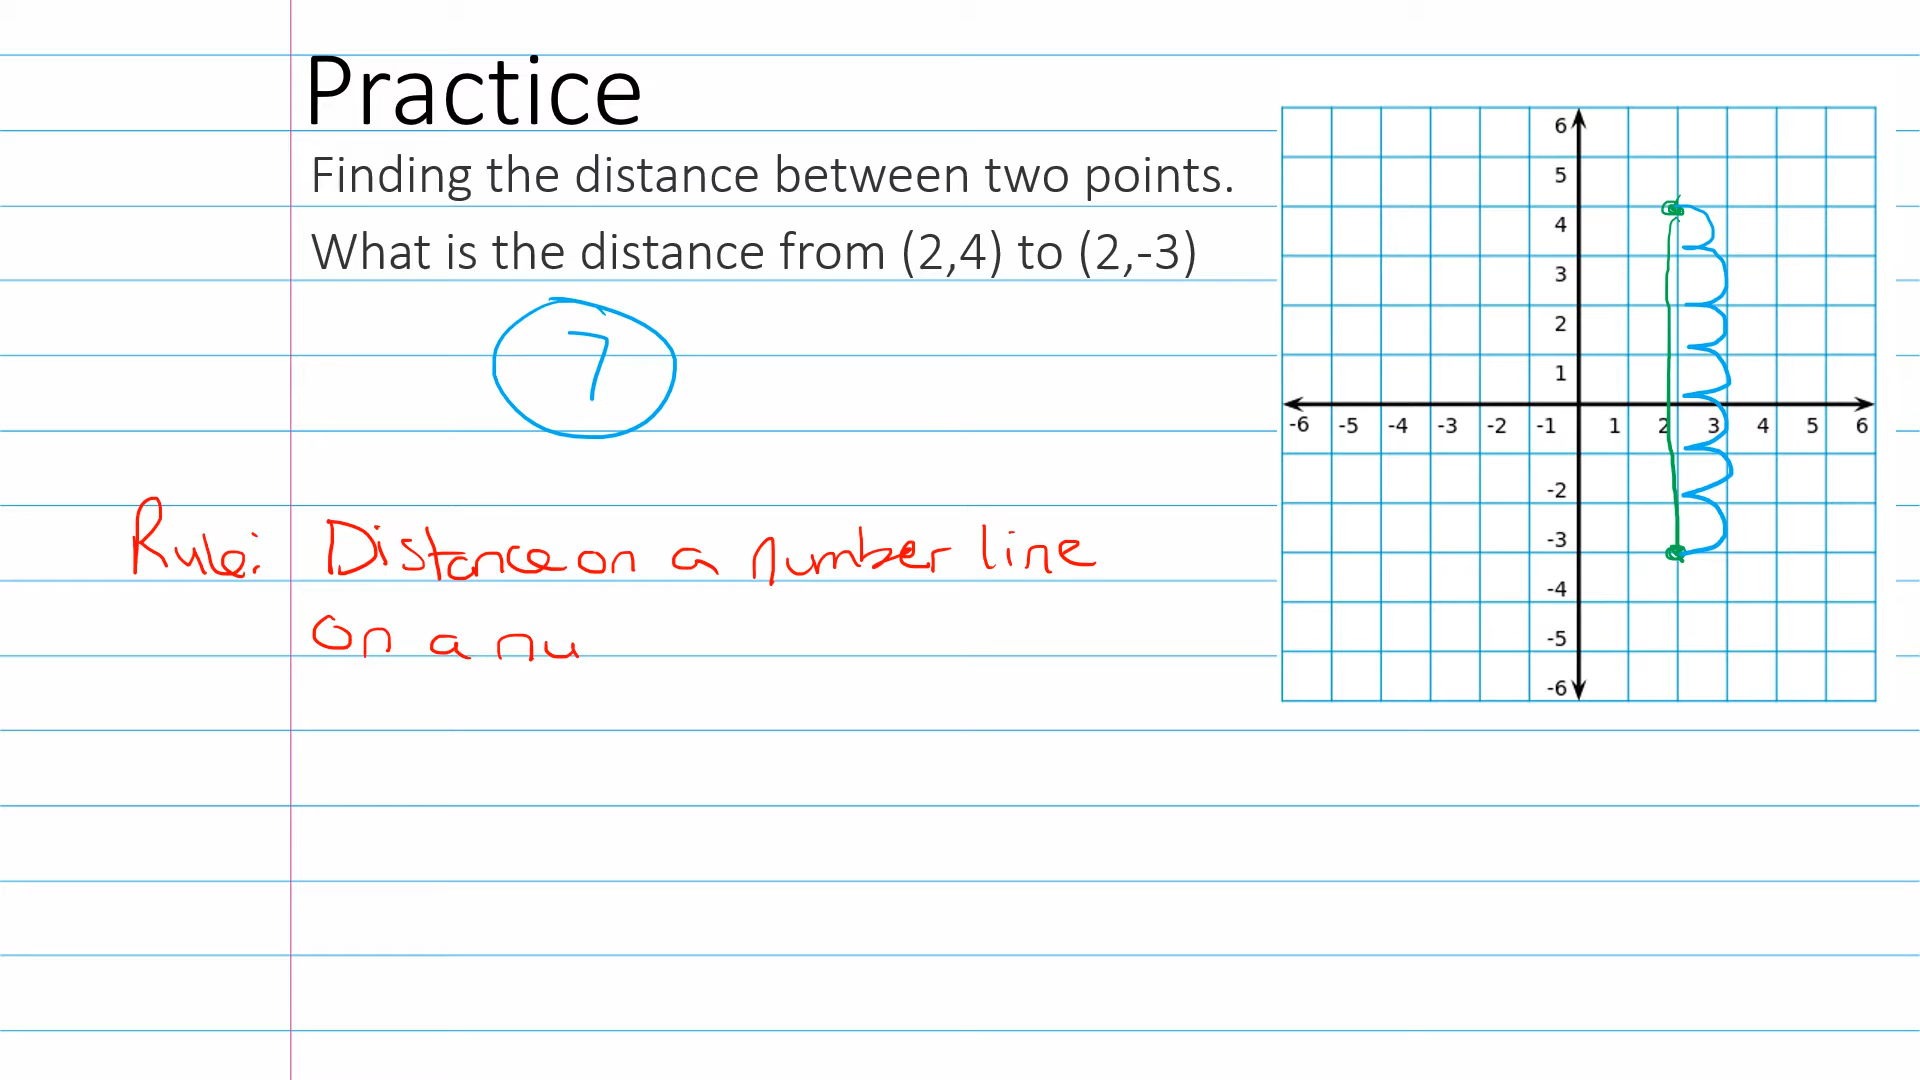 Practice
Finding the distance between two points.
What is the distance from (2,4) to (2,-3)
7
Rule: Distance on a number line
on a nu
6
5
4
3
2
1
-6 -5 -4 -3 -2 -1 1 2 3 4 5 6
-2
-3
-4
-5
-6